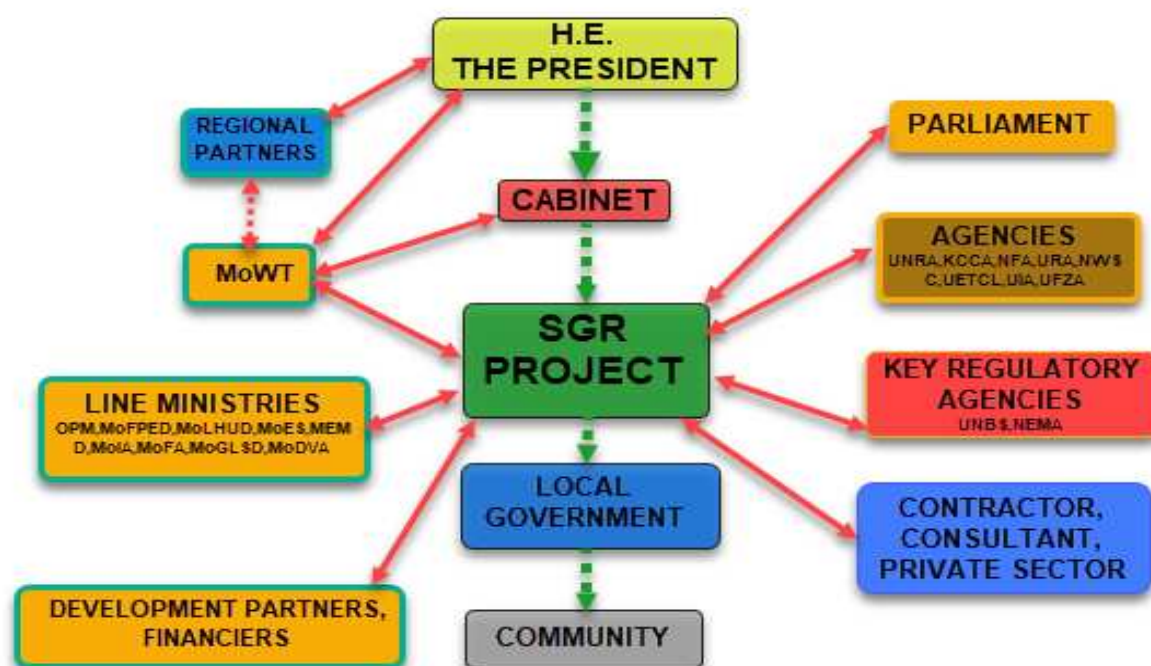 H.E.
THE PRESIDENT
REGIONAL
PARTNERS
PARLIAMENT
CABINET
AGENCIES
UNRA,KCCA,NFA,URA,NWS
C,UETCL,UIA,UFZA
MoWT
SGR
PROJECT
KEY REGULATORY
AGENCIES
UNBS,NEMA
LINE MINISTRIES
OPM,MoFPED,MoLHUD,MoES,MEM
D,MoIA,MoFA,MoGLSD,MoDVA
LOCAL
GOVERNMENT
CONTRACTOR,
CONSULTANT,
PRIVATE SECTOR
DEVELOPMENT PARTNERS,
FINANCIERS
COMMUNITY